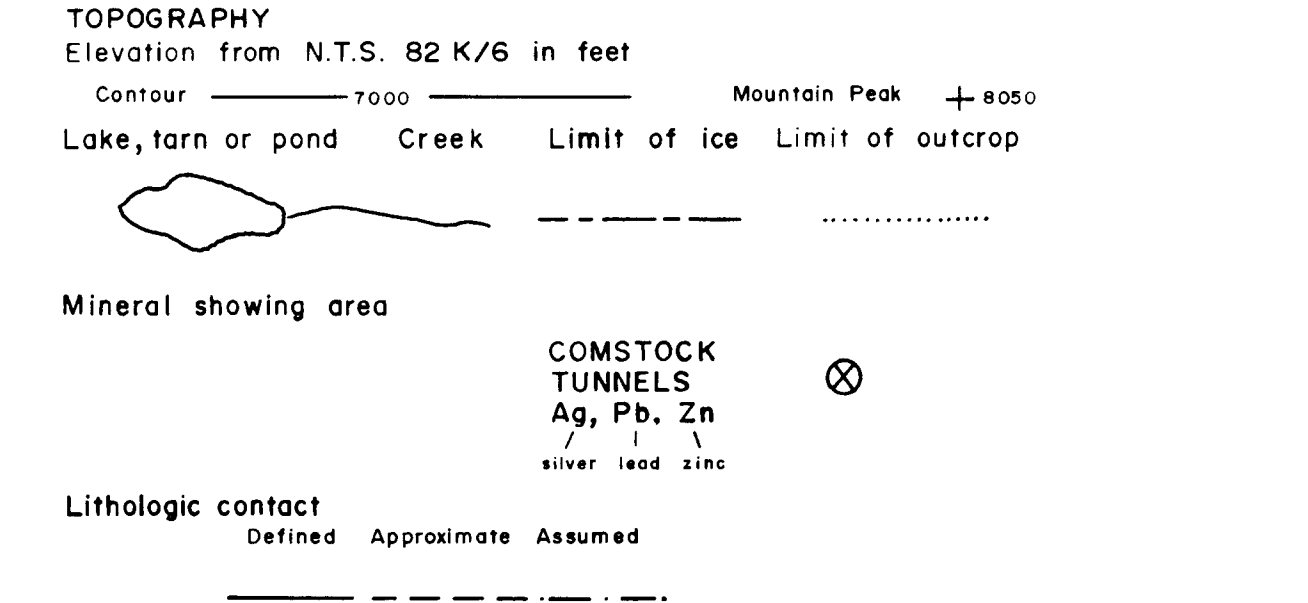 TOPOGRAPHY
Elevation from N.T.S. 82 K/6 in feet
Contour 7000 Mountain Peak 8050
Lake, tarn or pond Creek Limit of ice Limit of outcrop
Mineral showing area
COMSTOCK
TUNNELS
Ag, Pb, Zn
silver lead zinc
Lithologic contact
Defined Approximate Assumed